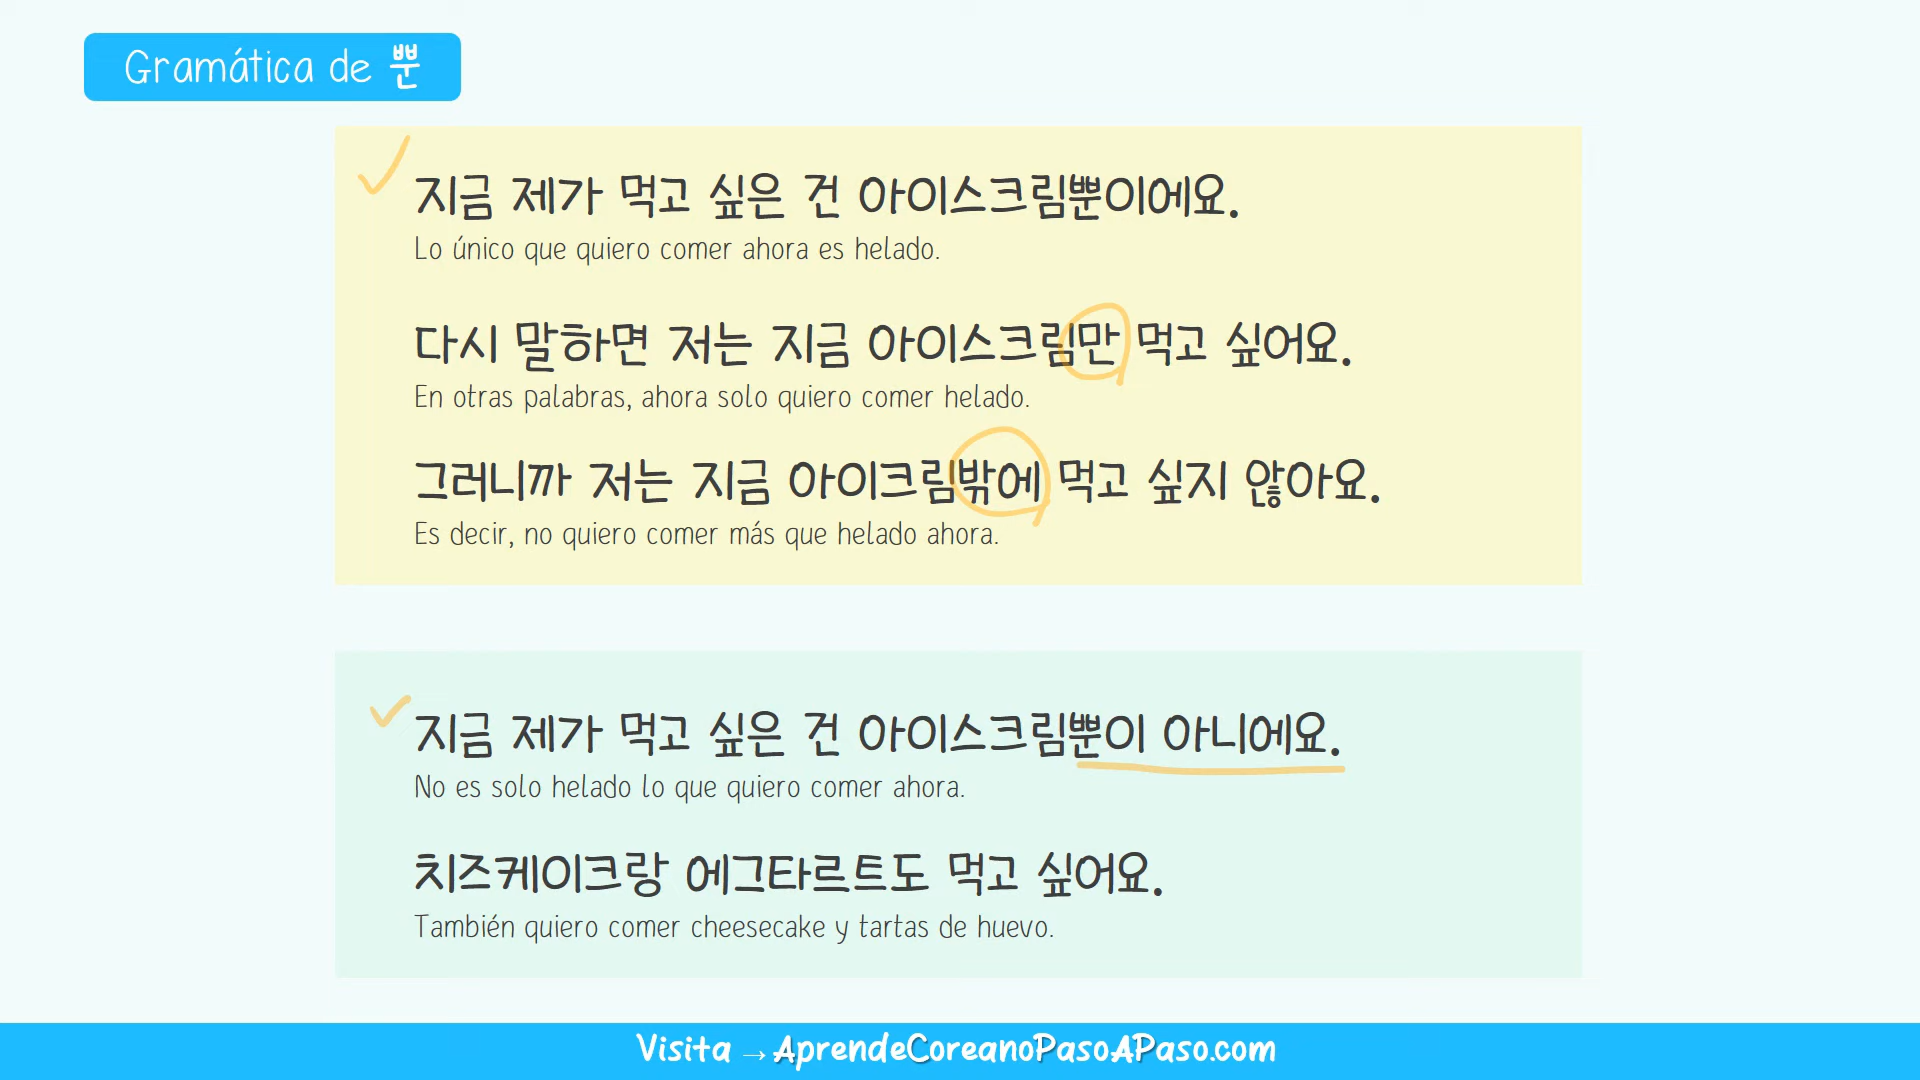 Gramática de 뿐
지금 제가 먹고 싶은 건 아이스크림뿐이에요.
Lo único que quiero comer ahora es helado.
다시 말하면 저는 지금 아이스크림만 먹고 싶어요.
En otras palabras, ahora solo quiero comer helado.
그러니까 저는 지금 아이크림밖에 먹고 싶지 않아요.
Es decir, no quiero comer más que helado ahora.
지금 제가 먹고 싶은 건 아이스크림뿐이 아니에요.
No es solo helado lo que quiero comer ahora.
치즈케이크랑 에그타르트도 먹고 싶어요.
También quiero comer cheesecake y tartas de huevo.
Visita → AprendeCoreanoPasoAPaso.com